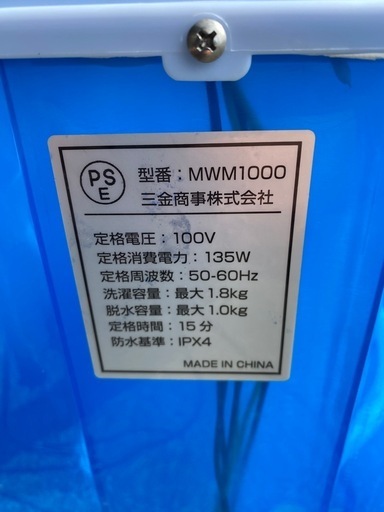 PS
E
型番：MWM1000
三金商事株式会社
定格電圧：100V
定格消費電力：135W
定格周波数：50-60Hz
洗濯容量：最大1.8kg
脱水容量：最大1.0kg
定格時間：15分
防水基準：IPX4
MADE IN CHINA